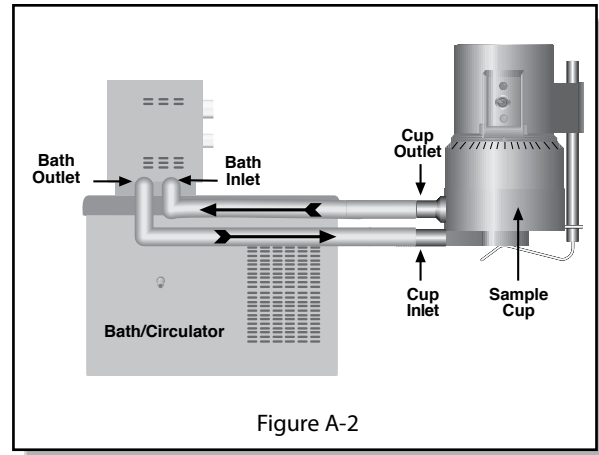 Bath
Outlet
Bath
Inlet
Cup
Outlet
Cup
Inlet
Sample
Cup
Bath/Circulator
Figure A-2